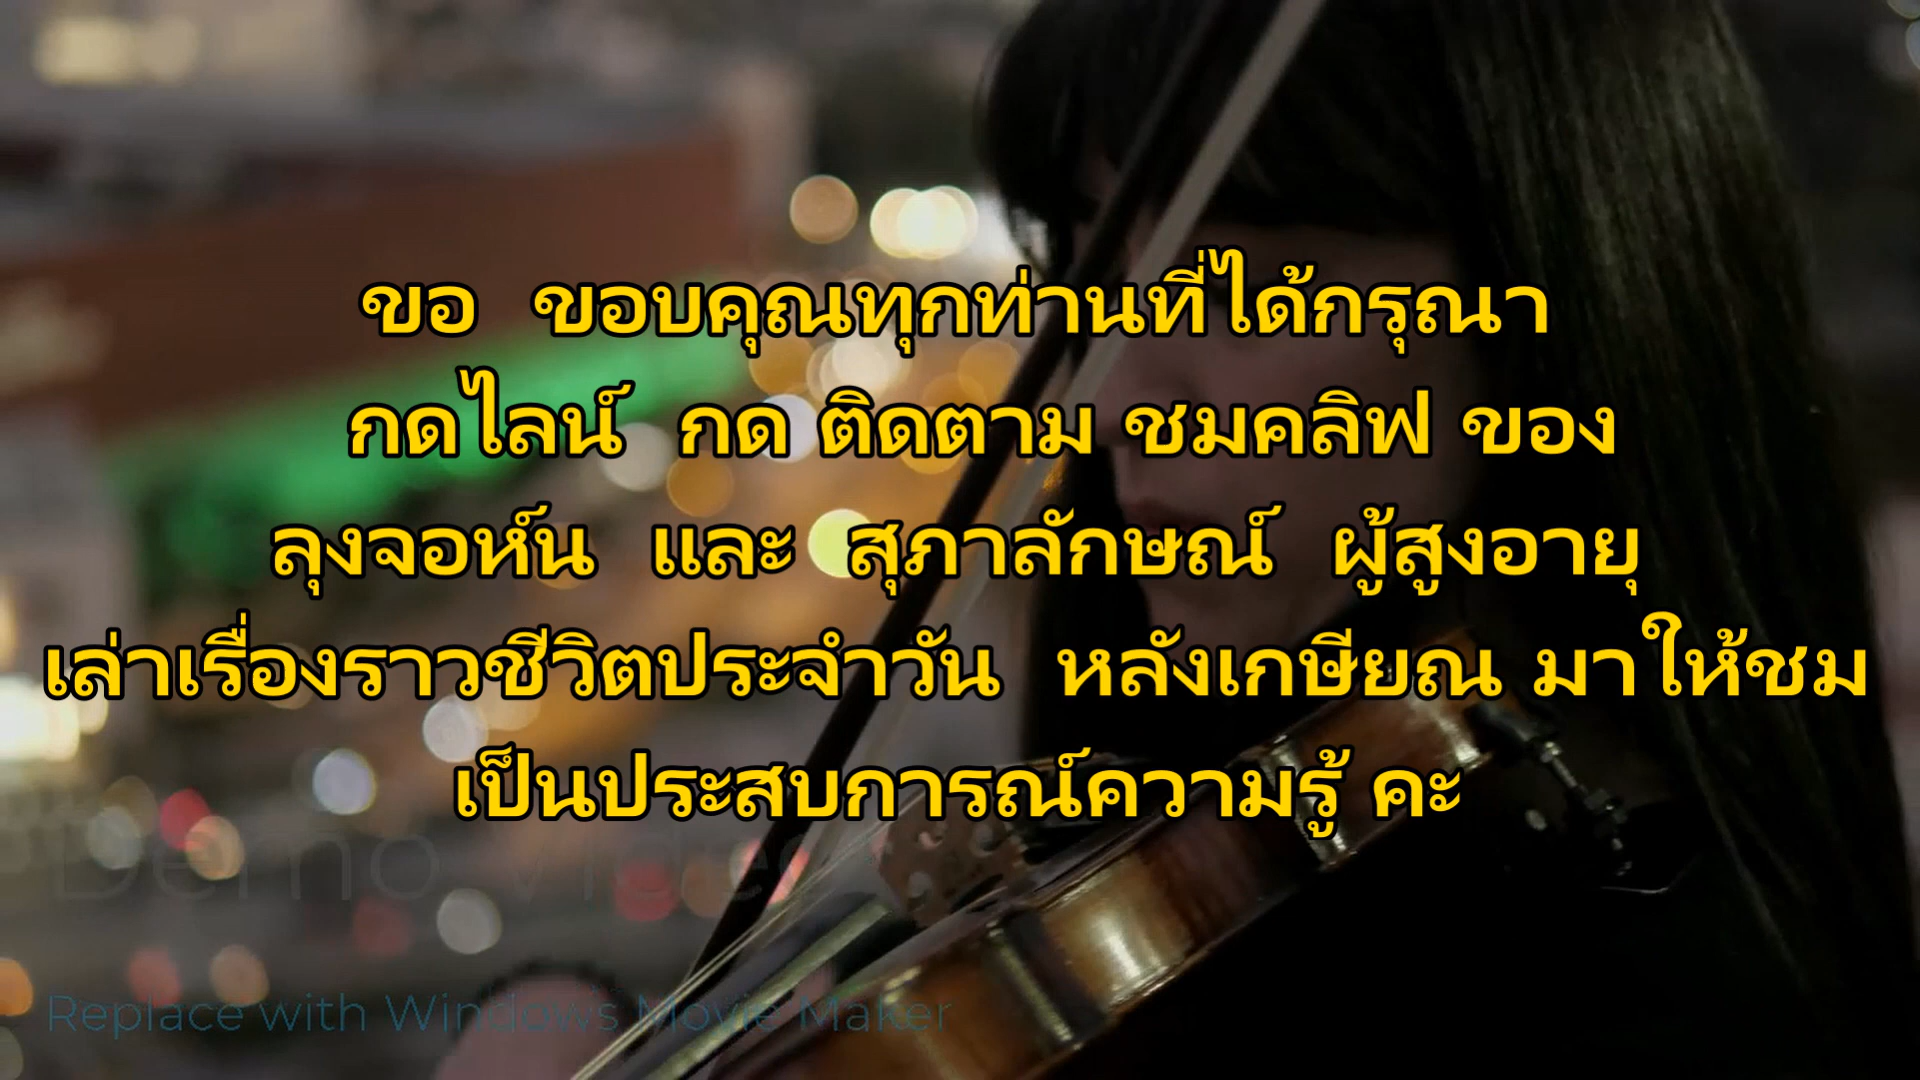 ขอ ขอบคุณทุกท่านที่ได้กรุณา
กดไลน์ กด ติดตาม ชมคลิฟ ของ
ลุงจอห์น และ สุภาลักษณ์ ผู้สูงอายุ
เล่าเรื่องราวชีวิตประจำวัน หลังเกษียณ มาให้ชม
เป็นประสบการณ์ความรู้ คะ
Demo Video
Replace with Windows Movie Maker